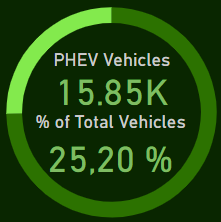 PHEV Vehicles
15.85K
% of Total Vehicles
25,20 %